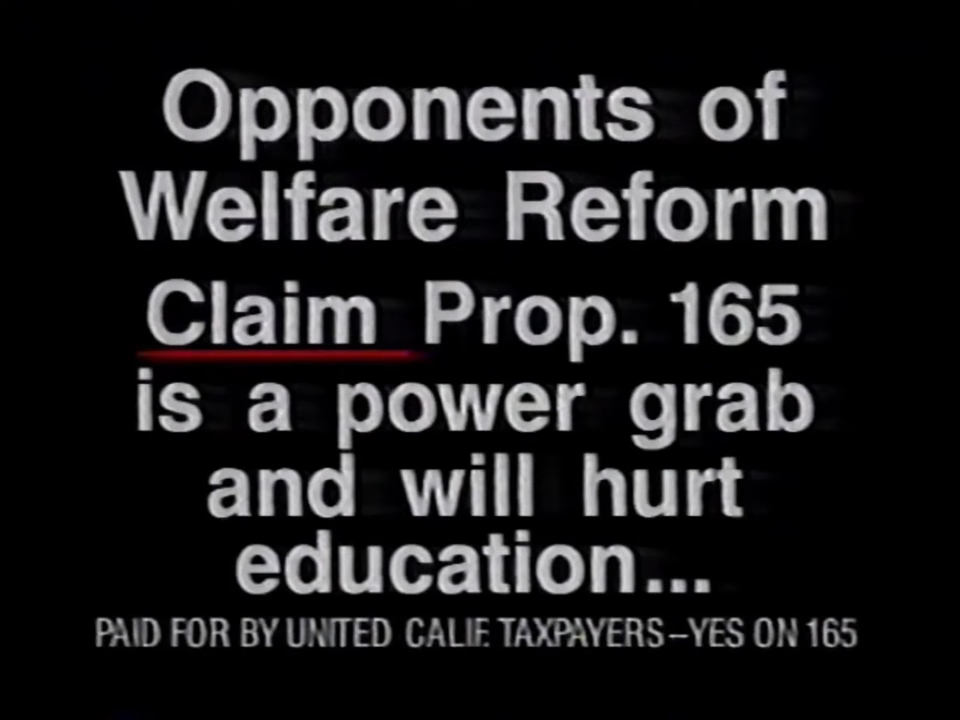 Opponents of
Welfare Reform
Claim Prop. 165
is a power grab
and will hurt
education...
PAID FOR BY UNITED CALIF. TAXPAYERS–YES ON 165